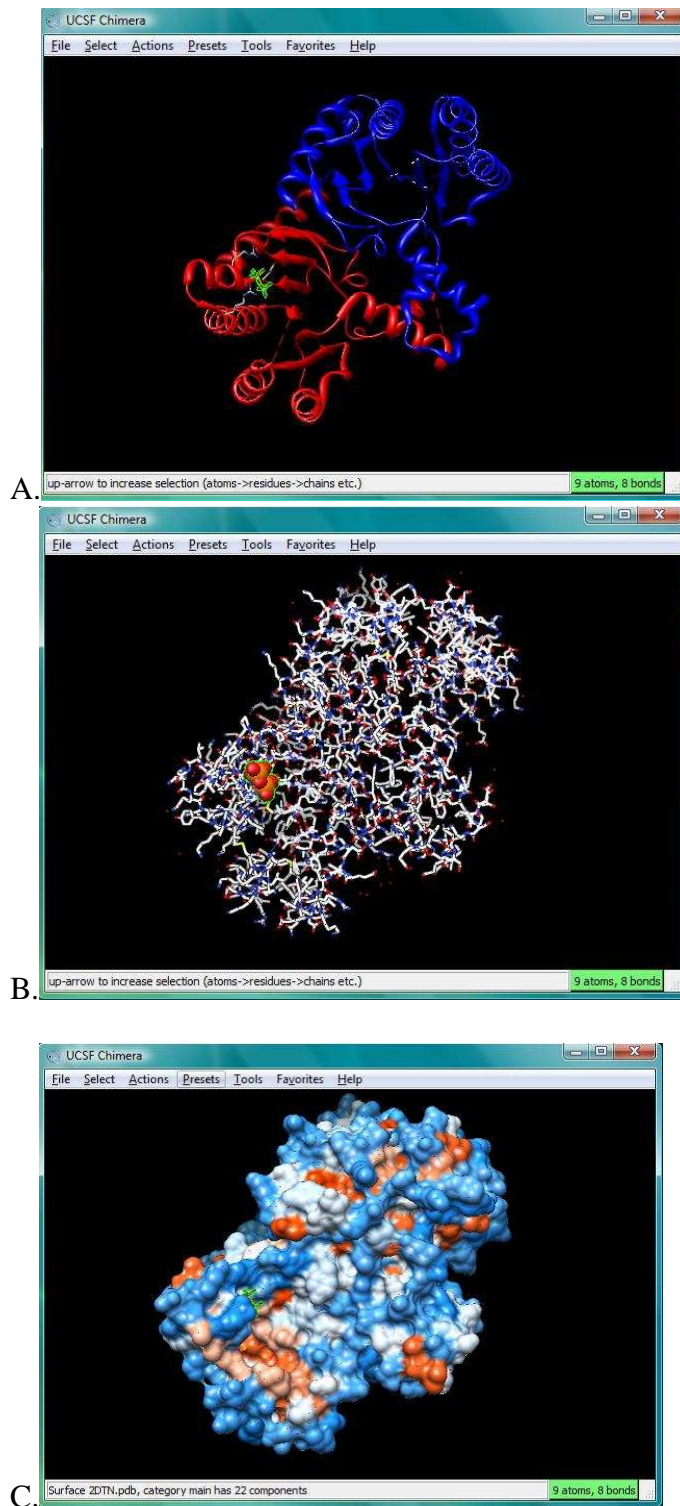 UCSF Chimera
File Select Actions Presets Tools Favorites Help
up-arrow to increase selection (atoms->residues->chains etc.) 9 atoms, 8 bonds
A.
UCSF Chimera
File Select Actions Presets Tools Favorites Help
up-arrow to increase selection (atoms->residues->chains etc.) 9 atoms, 8 bonds
B.
UCSF Chimera
File Select Actions Presets Tools Favorites Help
Surface 2DTN.pdb, category main has 22 components 9 atoms, 8 bonds
C.